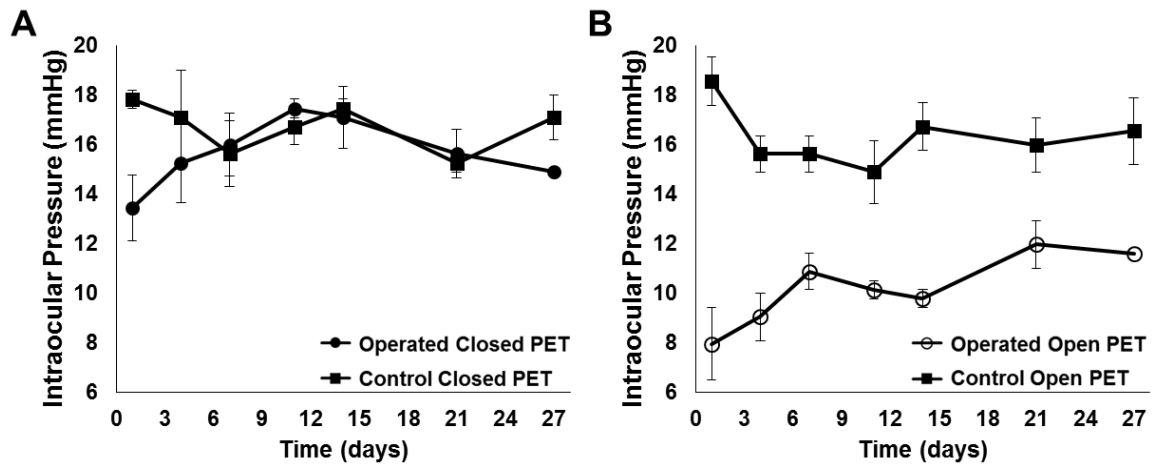 A
Intraocular Pressure (mmHg)
20
18
16
14
12
10
8
6
0 3 6 9 12 15 18 21 24 27
Time (days)
Operated Closed PET
Control Closed PET
B
Intraocular Pressure (mmHg)
20
18
16
14
12
10
8
6
0 3 6 9 12 15 18 21 24 27
Time (days)
Operated Open PET
Control Open PET